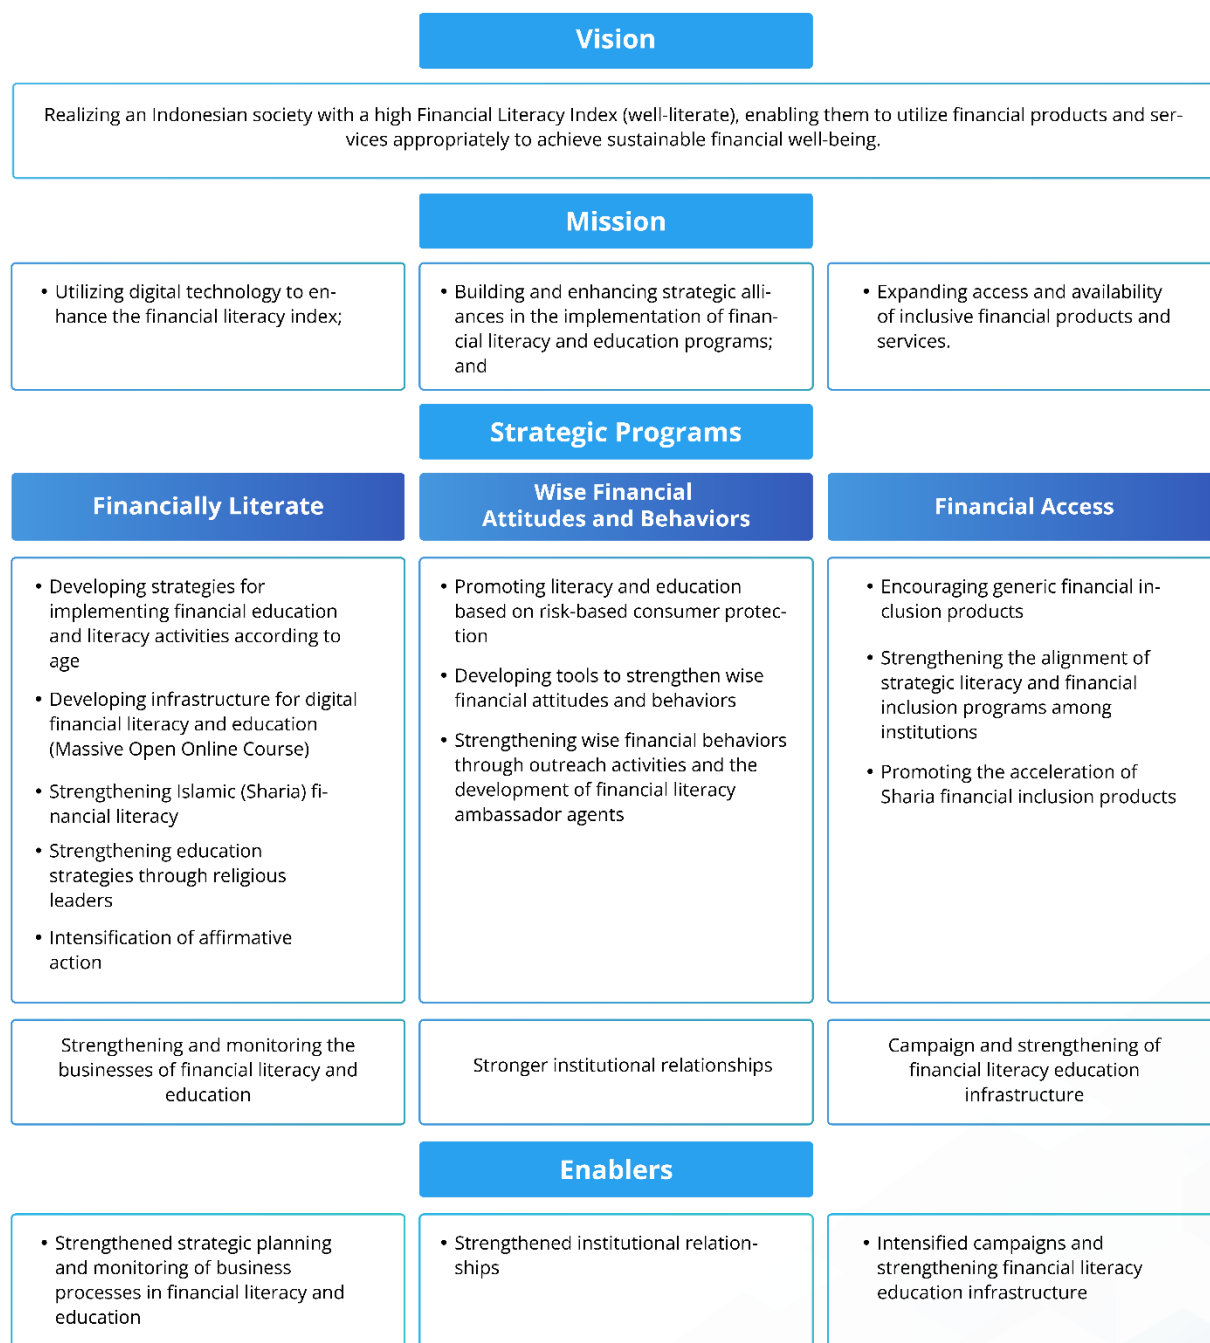 Vision
Realizing an Indonesian society with a high Financial Literacy Index (well-literate), enabling them to utilize financial products and ser-
vices appropriately to achieve sustainable financial well-being.
Mission
• Utilizing digital technology to en-
hance the financial literacy index;
• Building and enhancing strategic alli-
ances in the implementation of finan-
cial literacy and education programs;
and
• Expanding access and availability
of inclusive financial products and
services.
Strategic Programs
Financially Literate
• Developing strategies for
implementing financial education
and literacy activities according to
age
• Developing infrastructure for digital
financial literacy and education
(Massive Open Online Course)
• Strengthening Islamic (Sharia) fi-
nancial literacy
• Strengthening education
strategies through religious
leaders
• Intensification of affirmative
action
Wise Financial
Attitudes and Behaviors
• Promoting literacy and education
based on risk-based consumer protec-
tion
• Developing tools to strengthen wise
financial attitudes and behaviors
• Strengthening wise financial behaviors
through outreach activities and the
development of financial literacy
ambassador agents
Financial Access
• Encouraging generic financial in-
clusion products
• Strengthening the alignment of
strategic literacy and financial
inclusion programs among
institutions
• Promoting the acceleration of
Sharia financial inclusion products
Strengthening and monitoring the
businesses of financial literacy and
education
Stronger institutional relationships
Campaign and strengthening of
financial literacy education
infrastructure
Enablers
• Strengthened strategic planning
and monitoring of business
processes in financial literacy and
education
• Strengthened institutional relation-
ships
• Intensified campaigns and
strengthening financial literacy
education infrastructure